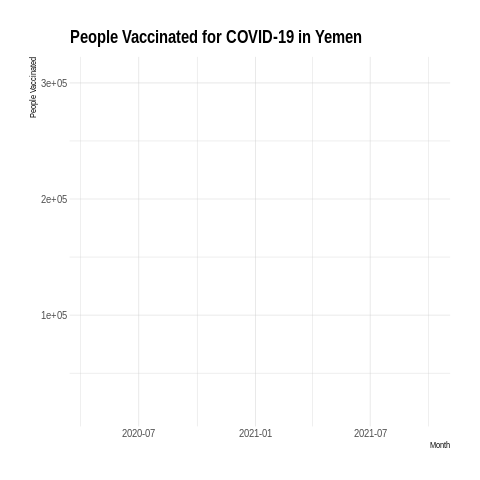 People Vaccinated for COVID-19 in Yemen
People Vaccinated
3e+05
2e+05
1e+05
2020-07
2021-01
2021-07
Month